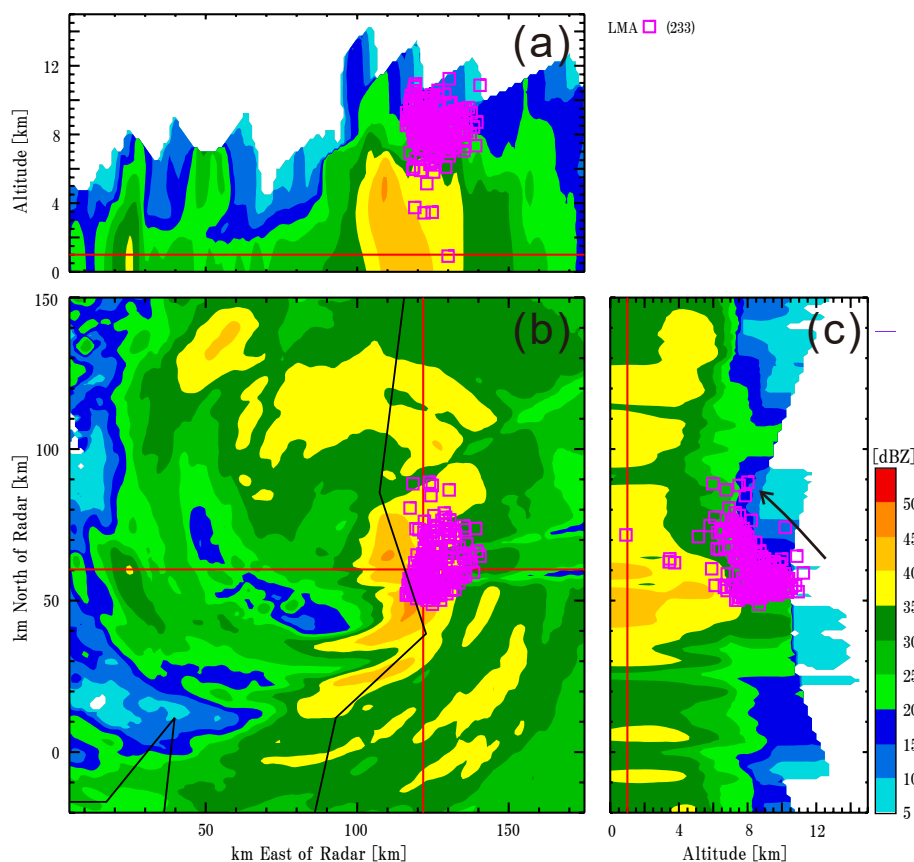 LMA (233)
(a)
12
8
4
0
Altitude [km]
150
100
50
0
km North of Radar [km]
(b)
50
100
150
km East of Radar [km]
(c)
0
4
8
12
Altitude [km]
[dBZ]
50
45
40
35
30
25
20
15
10
5